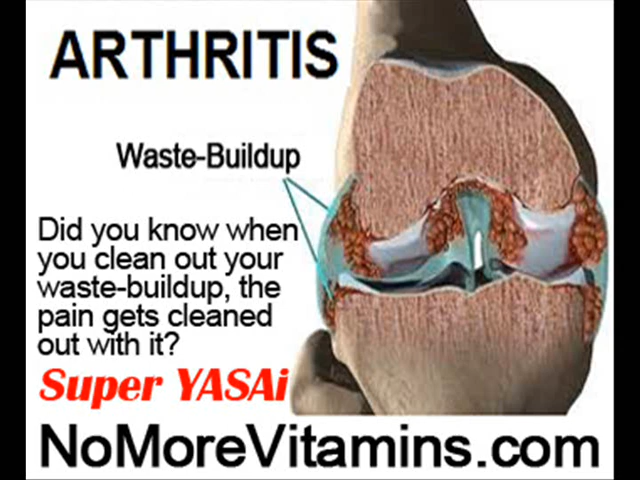 ARTHRITIS
Waste-Buildup
Did you know when
you clean out your
waste-buildup, the
pain gets cleaned
out with it?
Super YASAi
NoMoreVitamins.com